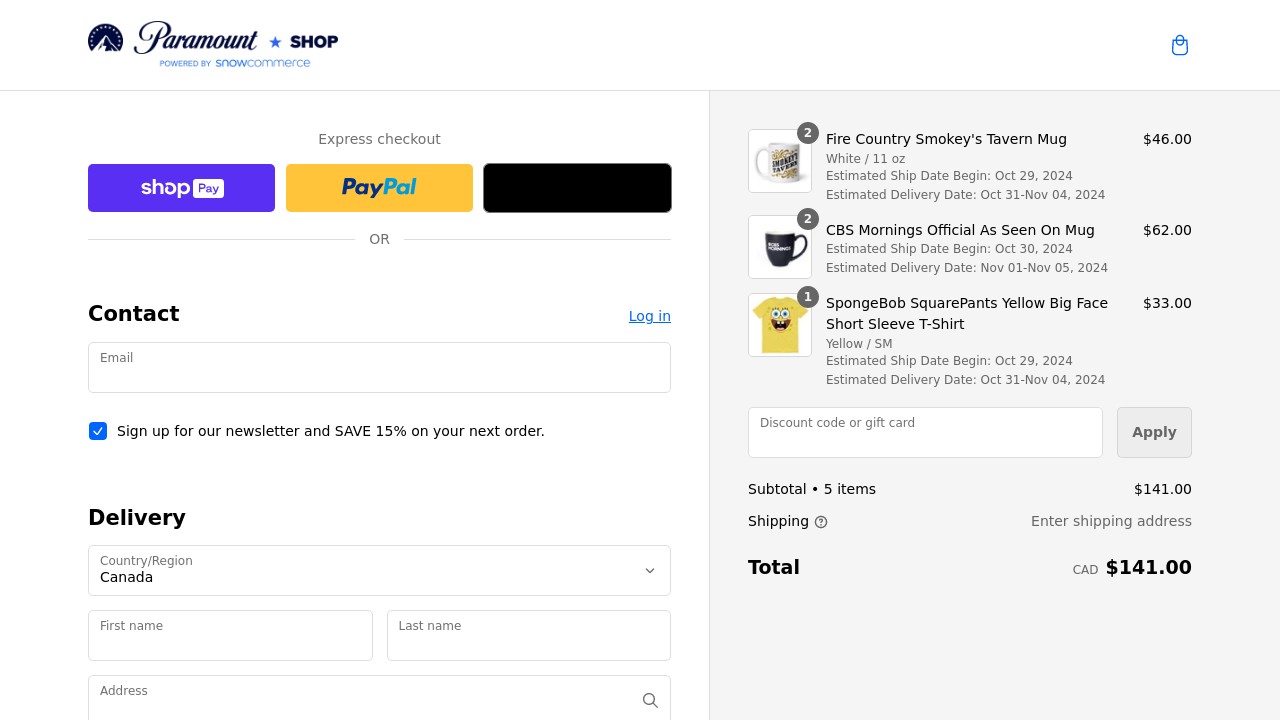 Paramount ★ SHOP
POWERED BY snowcommerce
Express checkout
shop Pay
PayPal
OR
Contact
Log in
Email
Sign up for our newsletter and SAVE 15% on your next order.
Delivery
Country/Region
Canada
First name
Last name
Address
2
SMOKEY'S
TAVERN
Fire Country Smokey's Tavern Mug
$46.00
White / 11 oz
Estimated Ship Date Begin: Oct 29, 2024
Estimated Delivery Date: Oct 31-Nov 04, 2024
2
CBS
MORNINGS
CBS Mornings Official As Seen On Mug
$62.00
Estimated Ship Date Begin: Oct 30, 2024
Estimated Delivery Date: Nov 01-Nov 05, 2024
1
SpongeBob SquarePants Yellow Big Face
Short Sleeve T-Shirt
$33.00
Yellow / SM
Estimated Ship Date Begin: Oct 29, 2024
Estimated Delivery Date: Oct 31-Nov 04, 2024
Discount code or gift card
Apply
Subtotal • 5 items
$141.00
Shipping
Enter shipping address
Total
CAD $141.00